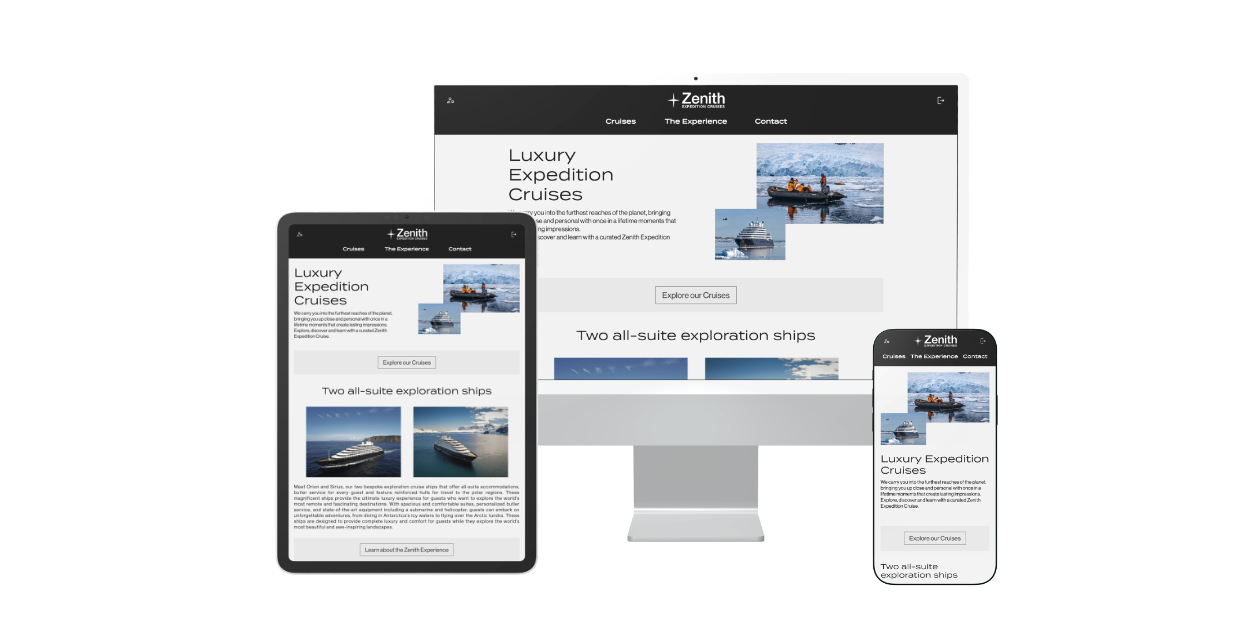 Zenith
EXPEDITION CRUISES
Cruises
The Experience
Contact
Luxury
Expedition
Cruises
carry you into the furthest reaches of the planet, bringing
se and personal with once in a lifetime moments that
ng impressions.
scover and learn with a curated Zenith Expedition
Explore our Cruises
Two all-suite exploration ships
Zenith
EXPEDITION CRUISES
Cruises
The Experience
Contact
Luxury
Expedition
Cruises
We carry you into the furthest reaches of the planet,
bringing you up close and personal with once in a
lifetime moments that create lasting impressions.
Explore, discover and learn with a curated Zenith
Expedition Cruise.
Explore our Cruises
Two all-suite exploration ships
Meet Orion and Sirius, our two bespoke exploration cruise ships that offer all-suite accommodations,
butler service for every guest and feature reinforced hulls for travel to the polar regions. These
magnificent ships provide the ultimate luxury experience for guests who want to explore the world's
most remote and fascinating destinations. With spacious and comfortable suites, personalized butler
service, and state-of-the-art equipment including a submarine and helicopter, guests can embark on
unforgettable adventures, from diving in Antarctica's icy waters to flying over the Arctic tundra. These
ships are designed to provide complete luxury and comfort for guests while they explore the world's
most beautiful and awe-inspiring landscapes.
Learn about the Zenith Experience
Zenith
EXPEDITION CRUISES
Cruises
The Experience
Contact
Luxury Expedition
Cruises
We carry you into the furthest reaches of the planet,
bringing you up close and personal with once in a
lifetime moments that create lasting impressions.
Explore, discover and learn with a curated Zenith
Expedition Cruise.
Explore our Cruises
Two all-suite
exploration ships